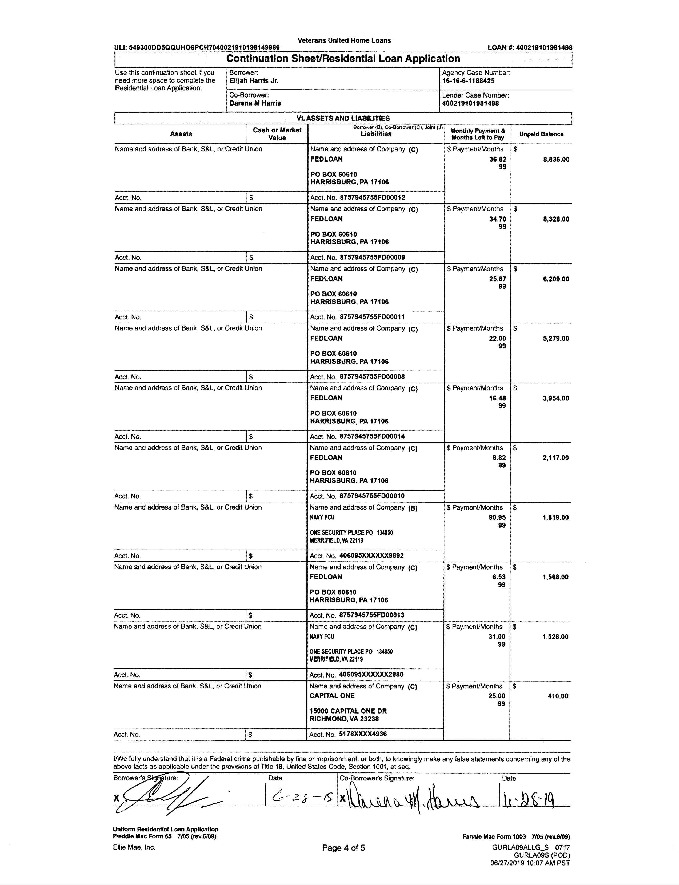 Veterans United Home Loans
ULI: 549300DD5QQUHO6PCH70400219101981498
LOAN #: 400219101981498
Continuation Sheet/Residential Loan Application
Use this continuation sheet if you
need more space to complete the
Residential Loan Application.
Borrower:
Elijah Harris Jr.
Agency Case Number:
16-16-6-1188425
Co-Borrower:
Darena M Harris
Lender Case Number:
400219101981498
VI. ASSETS AND LIABILITIES
Borrower (B), Co-Borrower (C), Joint (J)
Assets Cash or Market Value Liabilities Monthly Payment & Months Left to Pay Unpaid Balance
Name and address of Bank, S&L, or Credit Union Name and address of Company (C) $ Payment/Months $
FEDLOAN 36.82 8,836.00
99
PO BOX 60610
HARRISBURG, PA 17106
Acct. No. $ Acct. No. 8757945755FD00012
Name and address of Bank, S&L, or Credit Union Name and address of Company (C) $ Payment/Months $
FEDLOAN 34.70 8,328.00
99
PO BOX 60610
HARRISBURG, PA 17106
Acct. No. $ Acct. No. 8757945755FD00009
Name and address of Bank, S&L, or Credit Union Name and address of Company (C) $ Payment/Months $
FEDLOAN 25.87 6,209.00
99
PO BOX 60610
HARRISBURG, PA 17106
Acct. No. $ Acct. No. 8757945755FD00011
Name and address of Bank, S&L, or Credit Union Name and address of Company (C) $ Payment/Months $
FEDLOAN 22.00 5,279.00
99
PO BOX 60610
HARRISBURG, PA 17106
Acct. No. $ Acct. No. 8757945755FD00008
Name and address of Bank, S&L, or Credit Union Name and address of Company (C) $ Payment/Months $
FEDLOAN 16.48 3,954.00
99
PO BOX 60610
HARRISBURG, PA 17106
Acct. No. $ Acct. No. 8757945755FD00014
Name and address of Bank, S&L, or Credit Union Name and address of Company (C) $ Payment/Months $
FEDLOAN 8.82 2,117.00
99
PO BOX 60610
HARRISBURG, PA 17106
Acct. No. $ Acct. No. 8757945755FD00010
Name and address of Bank, S&L, or Credit Union Name and address of Company (B) $ Payment/Months $
NAVY FCU 90.95 1,819.00
99
ONE SECURITY PLACE PO 134850
MERRIFIELD, VA 22119
Acct. No. $ Acct. No. 406095XXXXXX9892
Name and address of Bank, S&L, or Credit Union Name and address of Company (C) $ Payment/Months $
FEDLOAN 6.53 1,568.00
99
PO BOX 60610
HARRISBURG, PA 17106
Acct. No. $ Acct. No. 8757945755FD00013
Name and address of Bank, S&L, or Credit Union Name and address of Company (C) $ Payment/Months $
NAVY FCU 31.00 1,528.00
99
ONE SECURITY PLACE PO 134850
MERRIFIELD, VA 22119
Acct. No. $ Acct. No. 406095XXXXXX2880
Name and address of Bank, S&L, or Credit Union Name and address of Company (C) $ Payment/Months $
CAPITAL ONE 25.00 410.00
99
15000 CAPITAL ONE DR
RICHMOND, VA 23238
Acct. No. $ Acct. No. 5178XXXX4936
I/We fully understand that it is a Federal crime punishable by fine or imprisonment, or both, to knowingly make any false statements concerning any of the
above facts as applicable under the provisions of Title 18, United States Code, Section 1001, et seq.
Borrower's Signature: Date Co-Borrower's Signature: Date
X 6-28-15 X Darena M. Harris 6-28-19
Uniform Residential Loan Application
Freddie Mac Form 65 7/05 (rev.6/09)
Fannie Mae Form 1003 7/05 (rev.6/09)
Ellie Mae, Inc.
Page 4 of 5
GURLA09ALLG_S 0717
GURLA09S (POD)
06/27/2019 10:07 AM PST